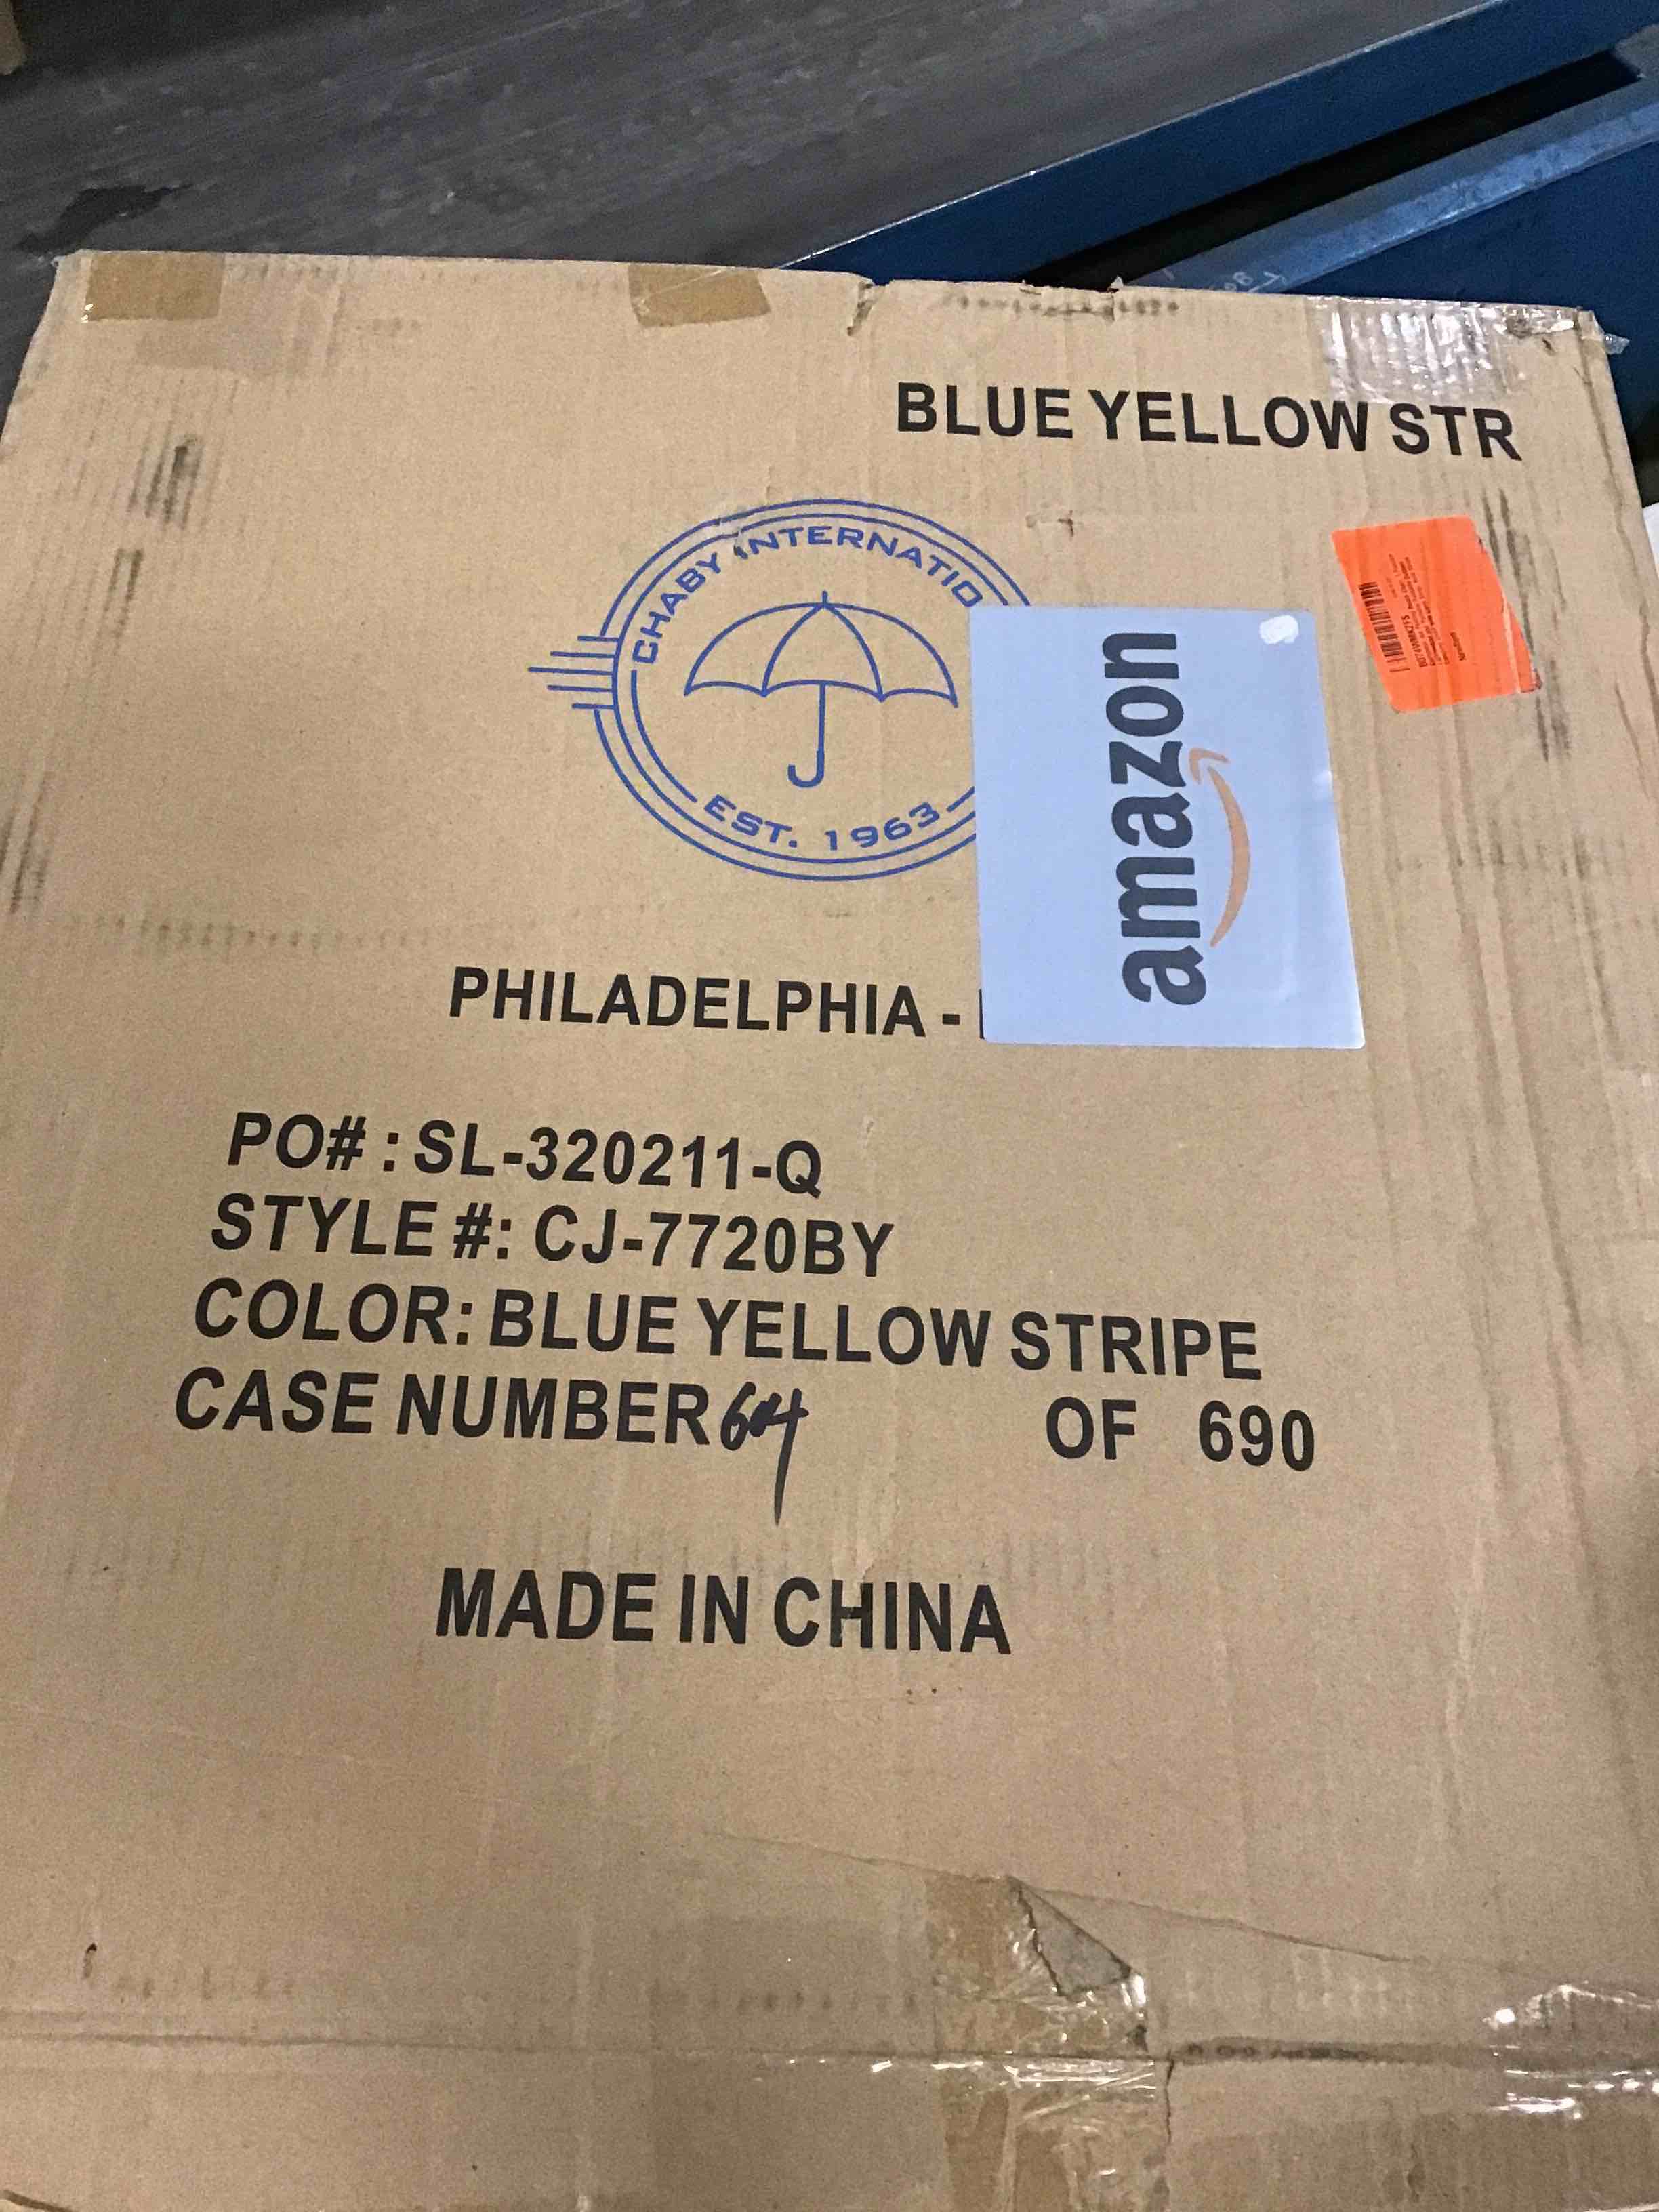 BLUE YELLOW STR
CHABY INTERNATIO
EST. 1963
amazon
PHILADELPHIA -
PO# : SL-320211-Q
STYLE #: CJ-7720BY
COLOR: BLUE YELLOW STRIPE
CASE NUMBER 604 OF 690
MADE IN CHINA